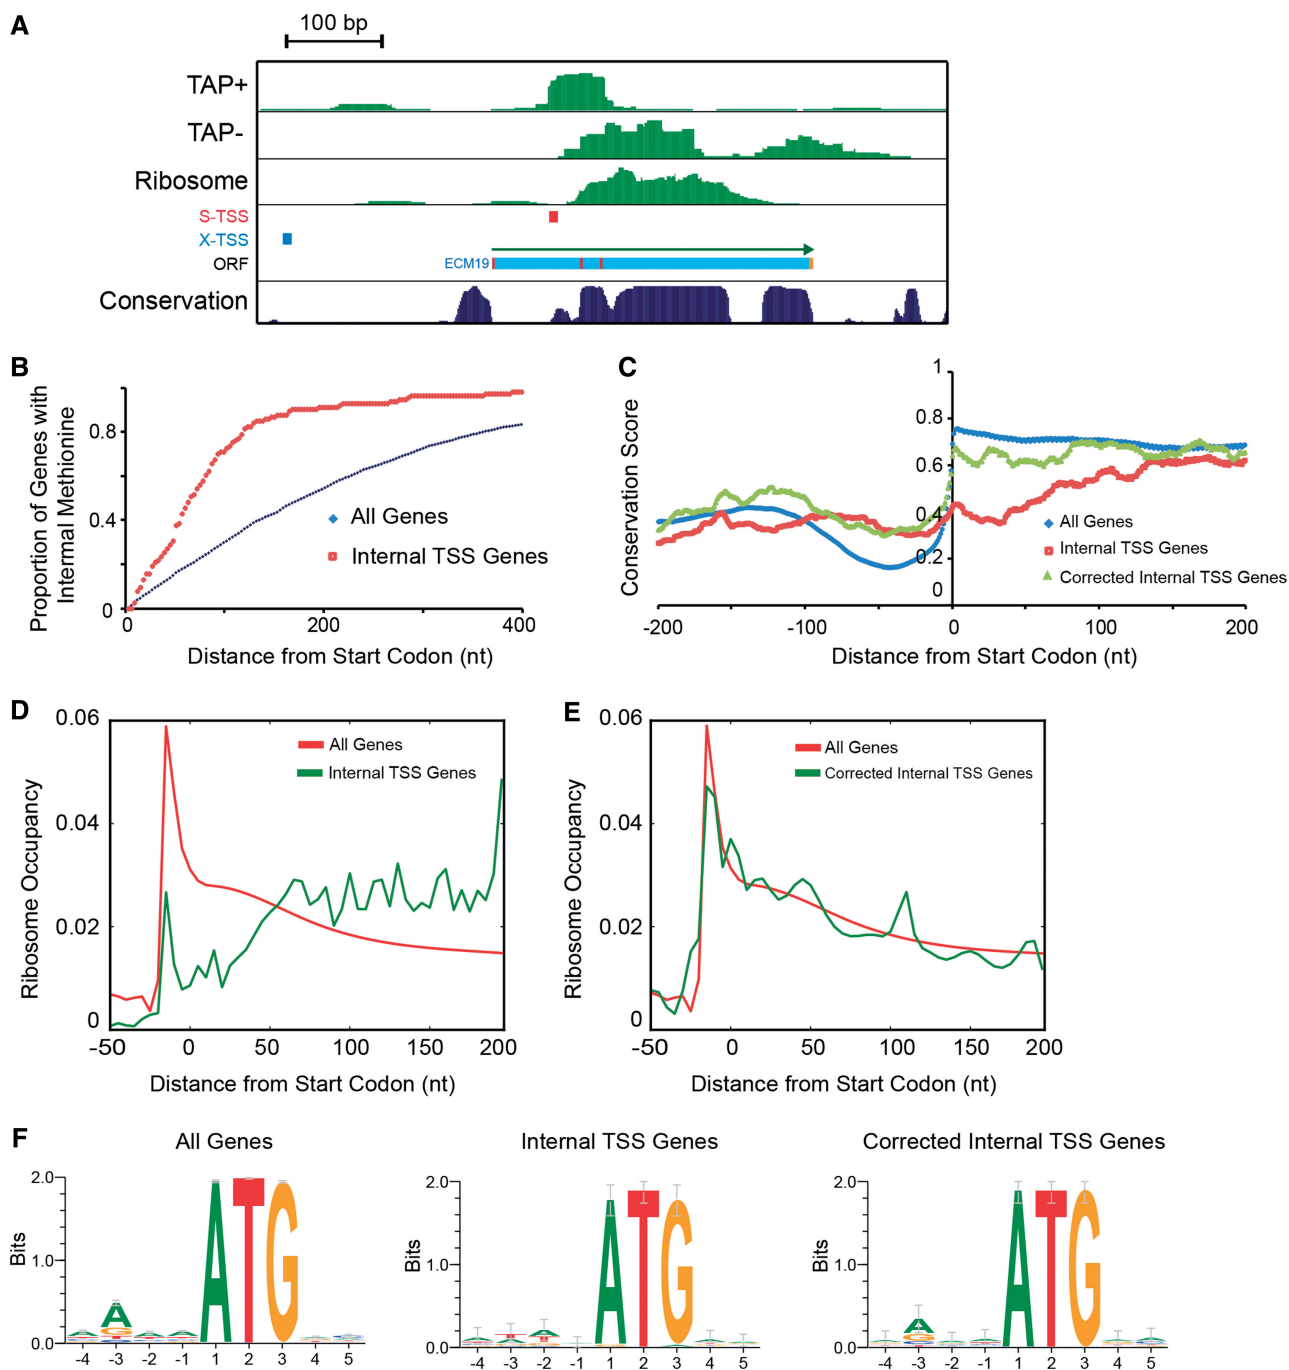 A
100 bp
TAP+
TAP-
Ribosome
S-TSS
X-TSS
ORF
ECM19
Conservation
B
Proportion of Genes with
Internal Methionine
0.8
0.4
0
All Genes
Internal TSS Genes
0
200
400
Distance from Start Codon (nt)
C
Conservation Score
1
0.8
0.6
0.4
0.2
0
All Genes
Internal TSS Genes
Corrected Internal TSS Genes
-200
-100
0
100
200
Distance from Start Codon (nt)
D
Ribosome Occupancy
0.06
0.04
0.02
0
All Genes
Internal TSS Genes
-50
0
50
100
150
200
Distance from Start Codon (nt)
E
Ribosome Occupancy
0.06
0.04
0.02
0
All Genes
Corrected Internal TSS Genes
-50
0
50
100
150
200
Distance from Start Codon (nt)
F
All Genes
Bits
2.0
1.0
0.0
A
ATG
-4 -3 -2 -1 1 2 3 4 5
Internal TSS Genes
Bits
2.0
1.0
0.0
ATG
-4 -3 -2 -1 1 2 3 4 5
Corrected Internal TSS Genes
Bits
2.0
1.0
0.0
A
ATG
-4 -3 -2 -1 1 2 3 4 5